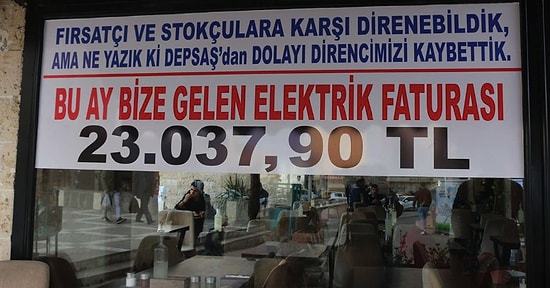 FIRSATÇI VE STOKÇULARA KARŞI DİRENEBİLDİK,
AMA NE YAZIK Kİ DEPSAŞ'dan DOLAYI DİRENCİMİZİ KAYBETTİK.
BU AY BİZE GELEN ELEKTRİK FATURASI
23.037,90 TL